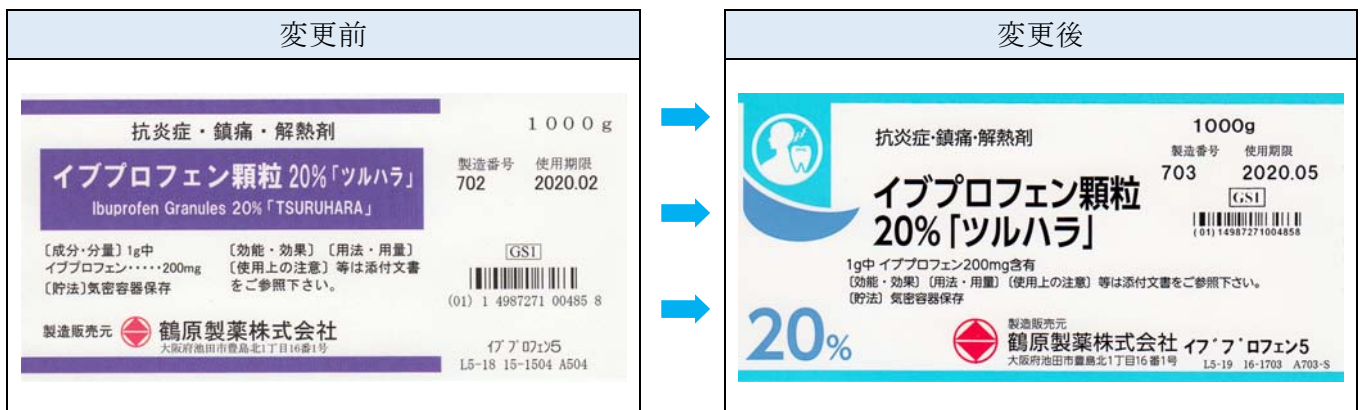 変更前
変更後
抗炎症・鎮痛・解熱剤
1000g
イブプロフェン顆粒 20%「ツルハラ」
Ibuprofen Granules 20%「TSURUHARA」
製造番号 使用期限
702 2020.02
〔成分・分量〕1g中
イブプロフェン・・・・・200mg
〔貯法〕気密容器保存
〔効能・効果〕〔用法・用量〕
〔使用上の注意〕等は添付文書
をご参照下さい。
GS1
(01) 1 4987271 00485 8
製造販売元 鶴原製薬株式会社
大阪府池田市豊島北1丁目16番1号
イブプロフェン5
L5-18 15-1504 A504
抗炎症・鎮痛・解熱剤
1000g
製造番号 使用期限
703 2020.05
GS1
(01)14987271004858
イブプロフェン顆粒
20%「ツルハラ」
1g中 イブプロフェン200mg含有
〔効能・効果〕〔用法・用量〕〔使用上の注意〕等は添付文書をご参照下さい。
〔貯法〕気密容器保存
20%
製造販売元
鶴原製薬株式会社
大阪府池田市豊島北1丁目16番1号
イブプロフェン5
L5-19 16-1703 A703-S